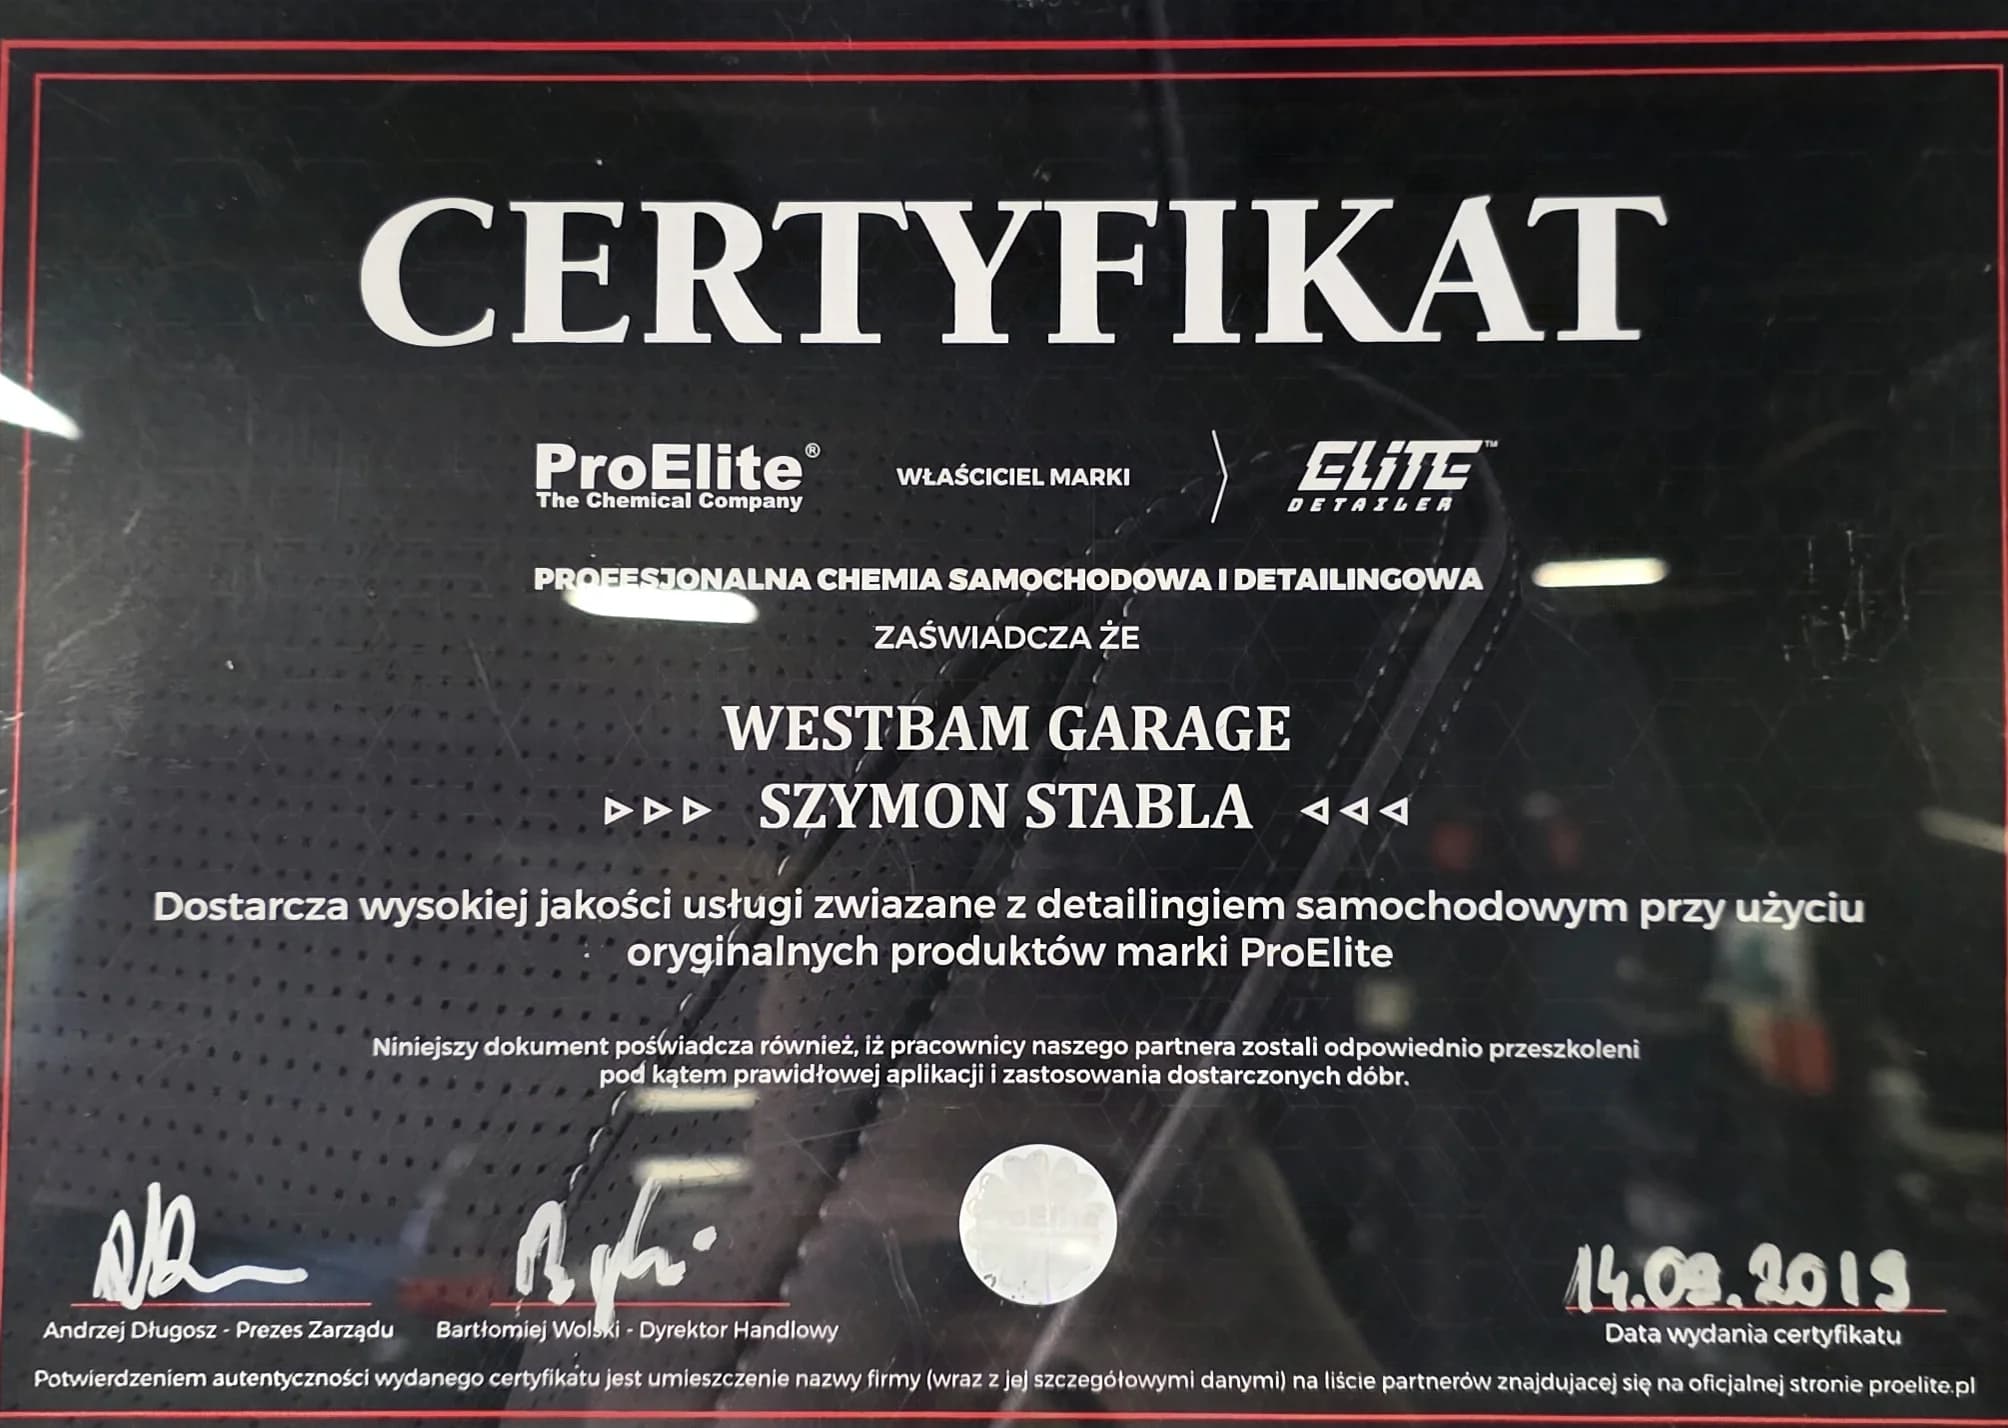 CERTYFIKAT
ProElite®
The Chemical Company
WŁAŚCICIEL MARKI
ELiTE™
DETAILER
PROFESJONALNA CHEMIA SAMOCHODOWA I DETAILINGOWA
ZAŚWIADCZA ŻE
WESTBAM GARAGE
SZYMON STABLA
Dostarcza wysokiej jakości usługi zwiazane z detailingiem samochodowym przy użyciu
oryginalnych produktów marki ProElite
Niniejszy dokument poświadcza również, iż pracownicy naszego partnera zostali odpowiednio przeszkoleni
pod kątem prawidłowej aplikacji i zastosowania dostarczonych dóbr.
14.09.2019
Andrzej Długosz - Prezes Zarządu
Bartłomiej Wolski - Dyrektor Handlowy
Data wydania certyfikatu
Potwierdzeniem autentyczności wydanego certyfikatu jest umieszczenie nazwy firmy (wraz z jej szczegółowymi danymi) na liście partnerów znajdujacej się na oficjalnej stronie proelite.pl